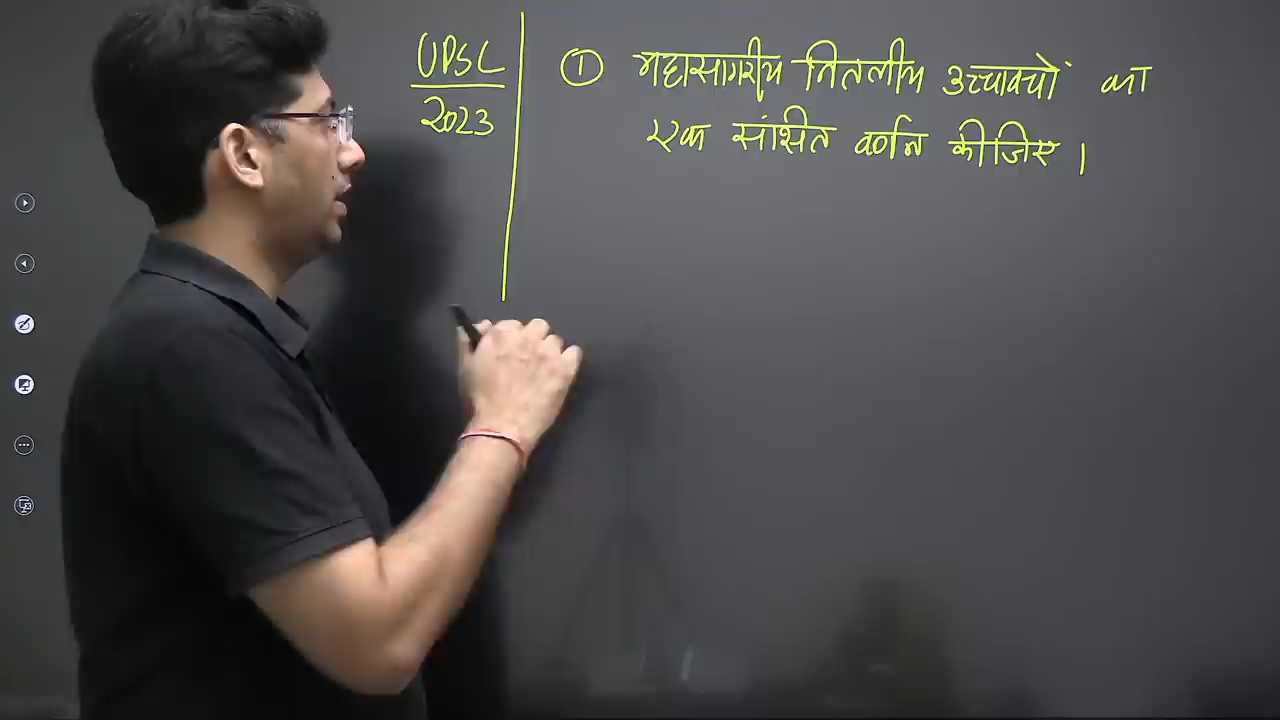 UPSC
2023
① महासागरीय नितलीय उच्चावचों का
एक संक्षित वर्णन कीजिए ।